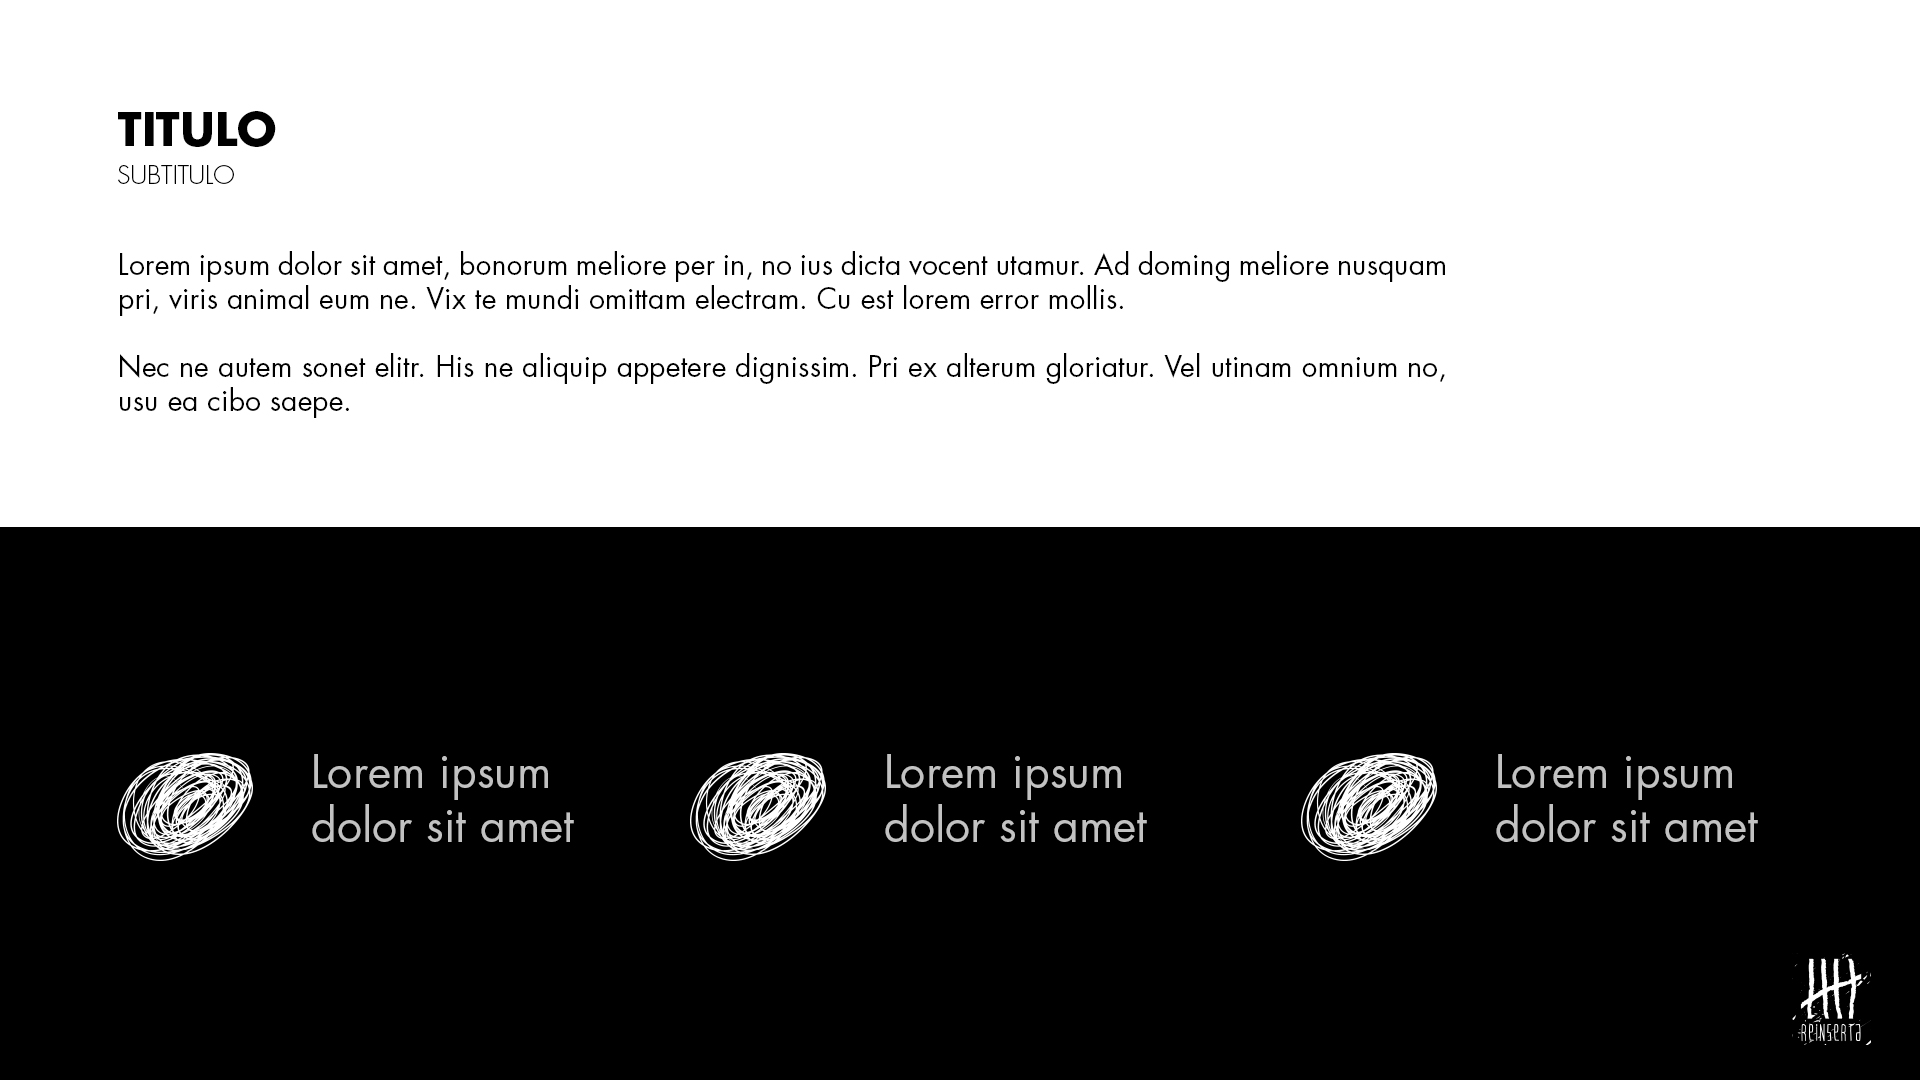 TITULO
SUBTITULO
Lorem ipsum dolor sit amet, bonorum meliore per in, no ius dicta vocent utamur. Ad doming meliore nusquam
pri, viris animal eum ne. Vix te mundi omittam electram. Cu est lorem error mollis.
Nec ne autem sonet elitr. His ne aliquip appetere dignissim. Pri ex alterum gloriatur. Vel utinam omnium no,
usu ea cibo saepe.
Lorem ipsum
dolor sit amet
Lorem ipsum
dolor sit amet
Lorem ipsum
dolor sit amet
REINSERTA